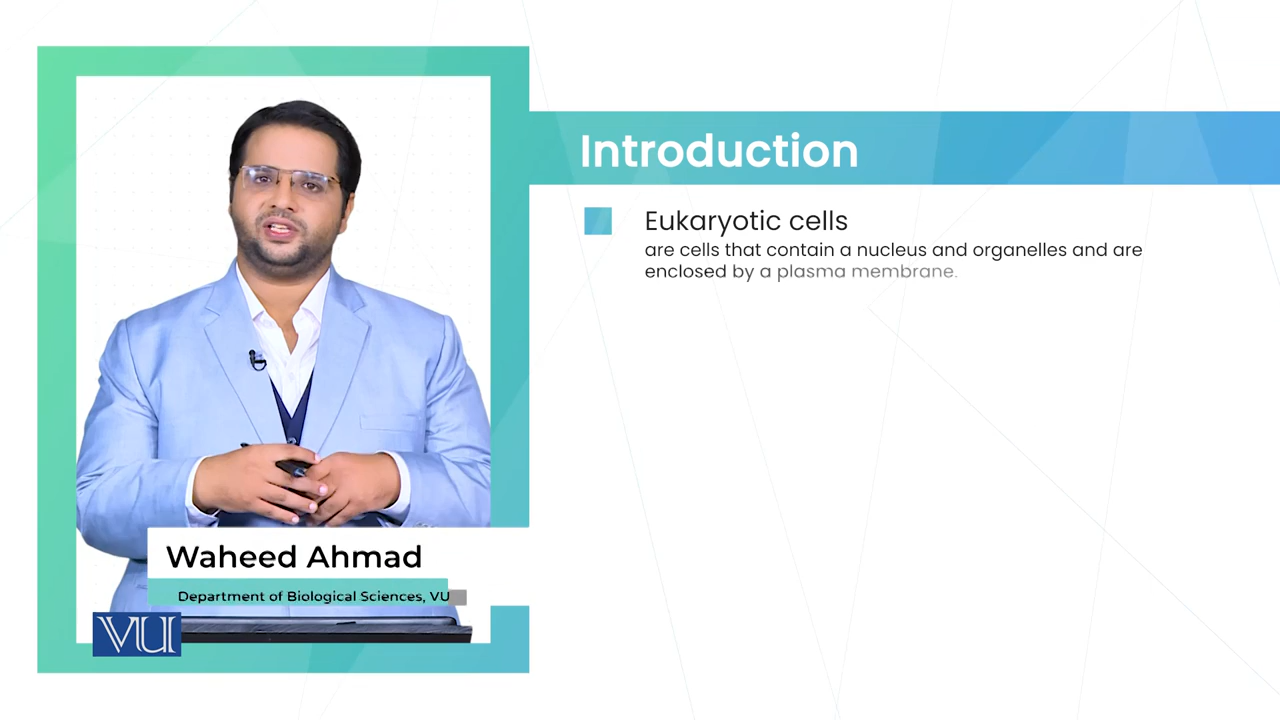 Introduction
Eukaryotic cells
are cells that contain a nucleus and organelles and are
enclosed by a plasma membrane.
Waheed Ahmad
Department of Biological Sciences, VU
VU